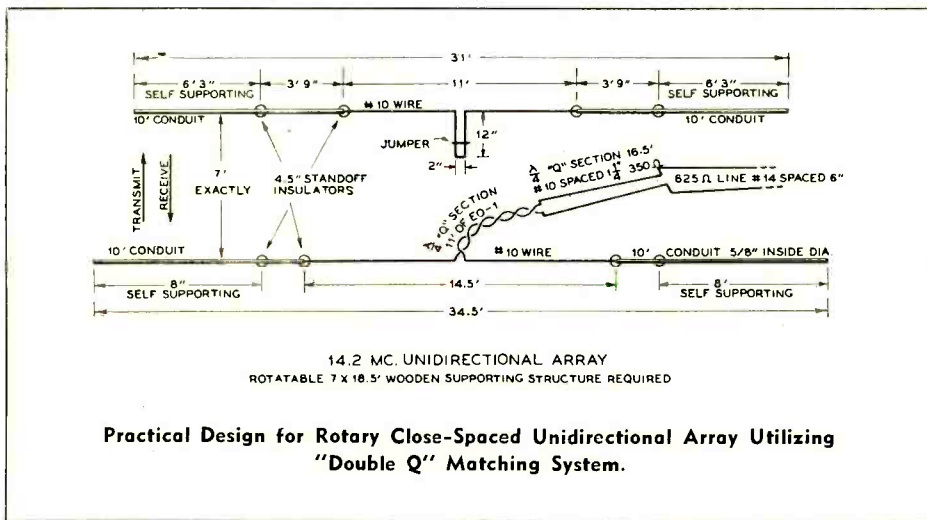 31'
6' 3" 3' 9" 11' 3' 9" 6' 3"
SELF SUPPORTING SELF SUPPORTING
# 10 WIRE
10' CONDUIT 10' CONDUIT
JUMPER 12"
2"
TRANSMIT
RECEIVE
7'
EXACTLY
4.5" STANDOFF
INSULATORS
λ/4 "Q" SECTION 16.5'
# 10 SPACED 1 1/4" 350 Ω
625 Ω LINE # 14 SPACED 6"
λ/4 "Q" SECTION
11' OF EO-1
10' CONDUIT # 10 WIRE 10' CONDUIT 5/8" INSIDE DIA.
8" 14.5' 8'
SELF SUPPORTING SELF SUPPORTING
34.5'
14.2 MC. UNIDIRECTIONAL ARRAY
ROTATABLE 7 X 18.5' WOODEN SUPPORTING STRUCTURE REQUIRED
Practical Design for Rotary Close-Spaced Unidirectional Array Utilizing
"Double Q" Matching System.